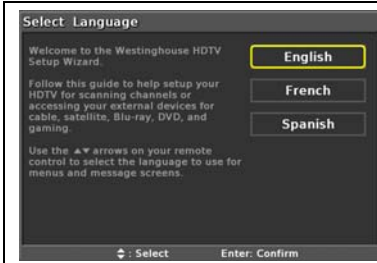 Select Language
Welcome to the Westinghouse HDTV
Setup Wizard.
Follow this guide to help setup your
HDTV for scanning channels or
accessing your external devices for
cable, satellite, Blu-ray, DVD, and
gaming.
Use the ▲▼ arrows on your remote
control to select the language to use for
menus and message screens.
English
French
Spanish
: Select Enter: Confirm